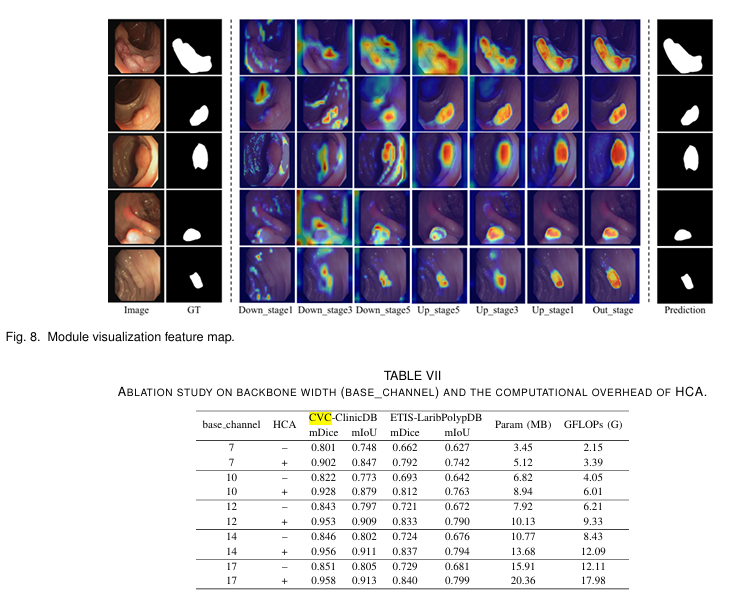 Image GT Down_stage1 Down_stage3 Down_stage5 Up_stage5 Up_stage3 Up_stage1 Out_stage Prediction
Fig. 8. Module visualization feature map.
TABLE VII
ABLATION STUDY ON BACKBONE WIDTH (BASE_CHANNEL) AND THE COMPUTATIONAL OVERHEAD OF HCA.
base_channel HCA CVC-ClinicDB ETIS-LaribPolypDB Param (MB) GFLOPs (G)
mDice mIoU mDice mIoU
7 – 0.801 0.748 0.662 0.627 3.45 2.15
7 + 0.902 0.847 0.792 0.742 5.12 3.39
10 – 0.822 0.773 0.693 0.642 6.82 4.05
10 + 0.928 0.879 0.812 0.763 8.94 6.01
12 – 0.843 0.797 0.721 0.672 7.92 6.21
12 + 0.953 0.909 0.833 0.790 10.13 9.33
14 – 0.846 0.802 0.724 0.676 10.77 8.43
14 + 0.956 0.911 0.837 0.794 13.68 12.09
17 – 0.851 0.805 0.729 0.681 15.91 12.11
17 + 0.958 0.913 0.840 0.799 20.36 17.98